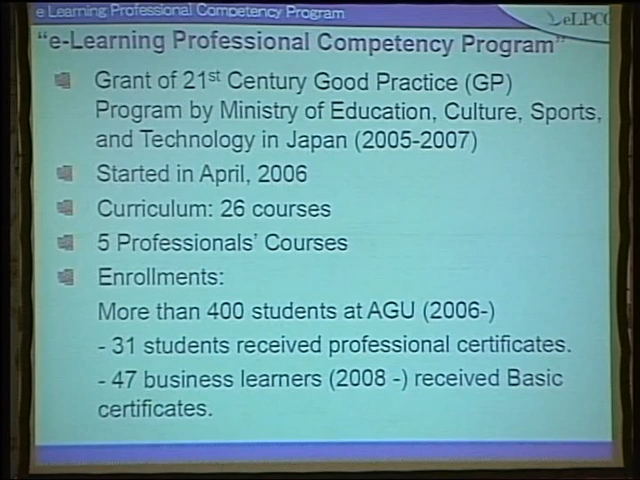 e Learning Professional Competency Program
eLPCO
“e-Learning Professional Competency Program”
Grant of 21st Century Good Practice (GP)
Program by Ministry of Education, Culture, Sports,
and Technology in Japan (2005-2007)
Started in April, 2006
Curriculum: 26 courses
5 Professionals’ Courses
Enrollments:
More than 400 students at AGU (2006-)
- 31 students received professional certificates.
- 47 business learners (2008 -) received Basic
certificates.